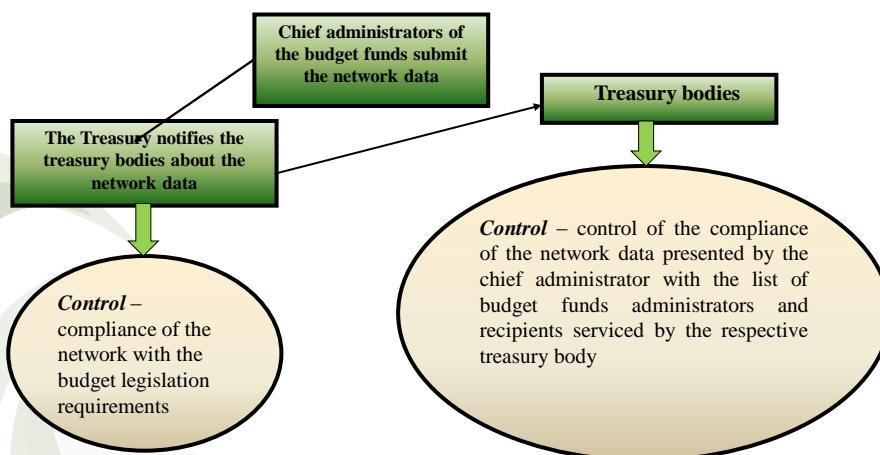 Chief administrators of
the budget funds submit
the network data
Treasury bodies
The Treasury notifies the
treasury bodies about the
network data
Control – control of the compliance
of the network data presented by the
chief administrator with the list of
budget funds administrators and
recipients serviced by the respective
treasury body
Control –
compliance of the
network with the
budget legislation
requirements